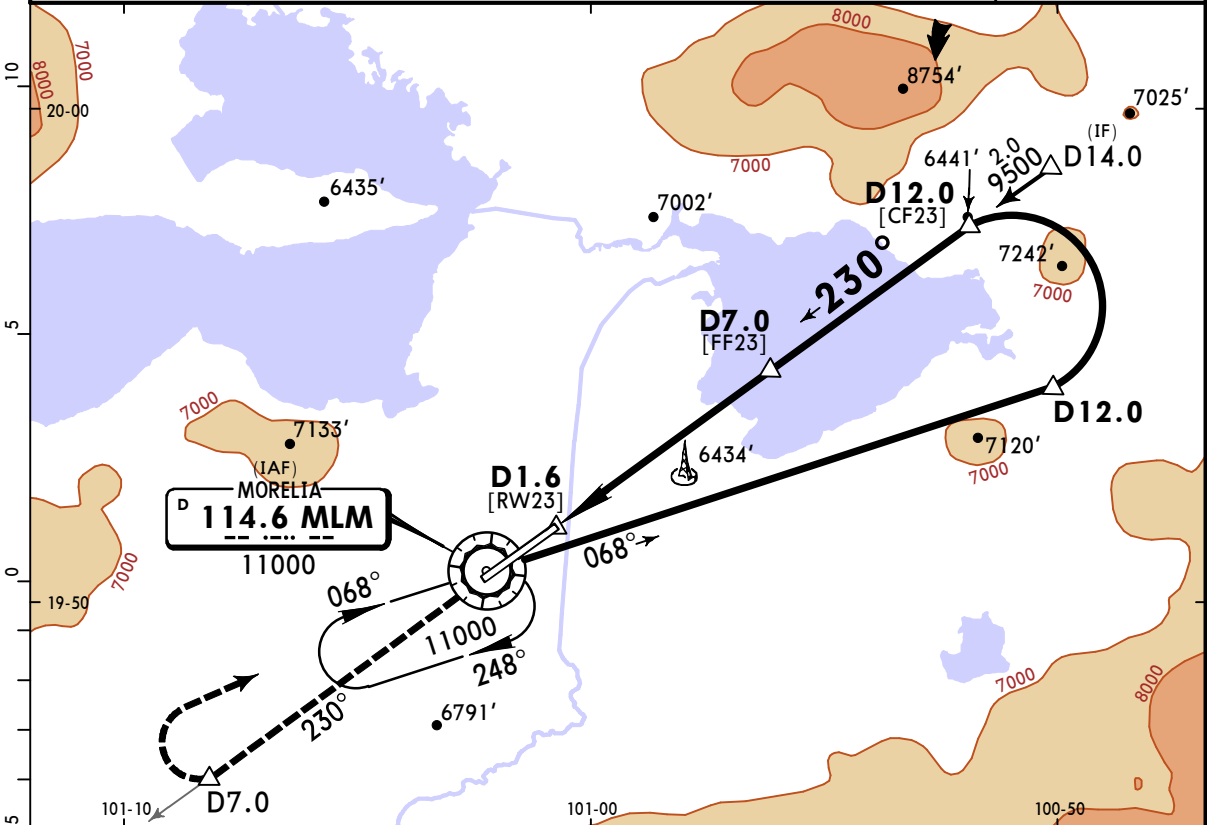 8000
7000
8000
10
20-00
8754'
7025'
(IF)
D14.0
2.0
9500
6441'
7000
6435'
D12.0
[CF23]
7002'
230°
7242'
7000
D7.0
[FF23]
5
D12.0
7000
7133'
7120'
7000
6434'
(IAF)
MORELIA
D 114.6 MLM
-- .-.. --
11000
D1.6
[RW23]
068°
7000
0
19-50
068°
11000
248°
7000
8000
230°
6791'
D7.0
5
101-10
101-00
100-50